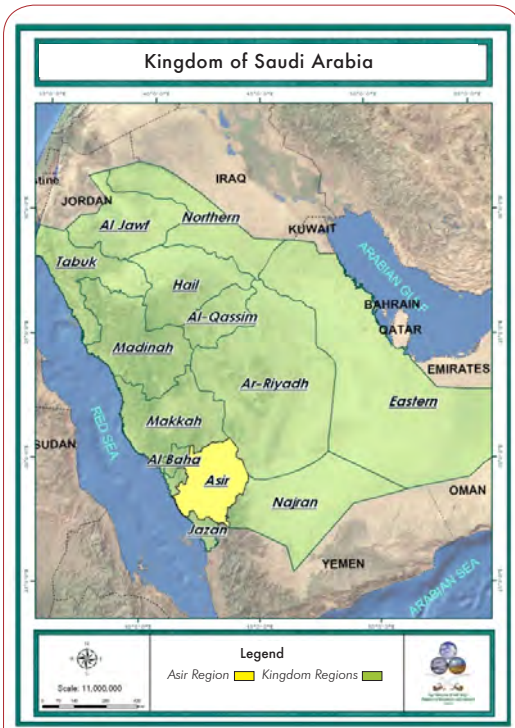 Kingdom of Saudi Arabia
IRAQ
JORDAN
Northern
Al Jawf
KUWAIT
Tabuk
ARABIAN GULF
Hail
BAHRAIN
Al-Qassim
QATAR
Madinah
EMIRATES
Ar-Riyadh
Eastern
RED SEA
Makkah
SUDAN
Al Baha
Asir
OMAN
Najran
Jazan
YEMEN
ARABIAN SEA
Legend
Asir Region
Kingdom Regions
Scale: 11,000,000